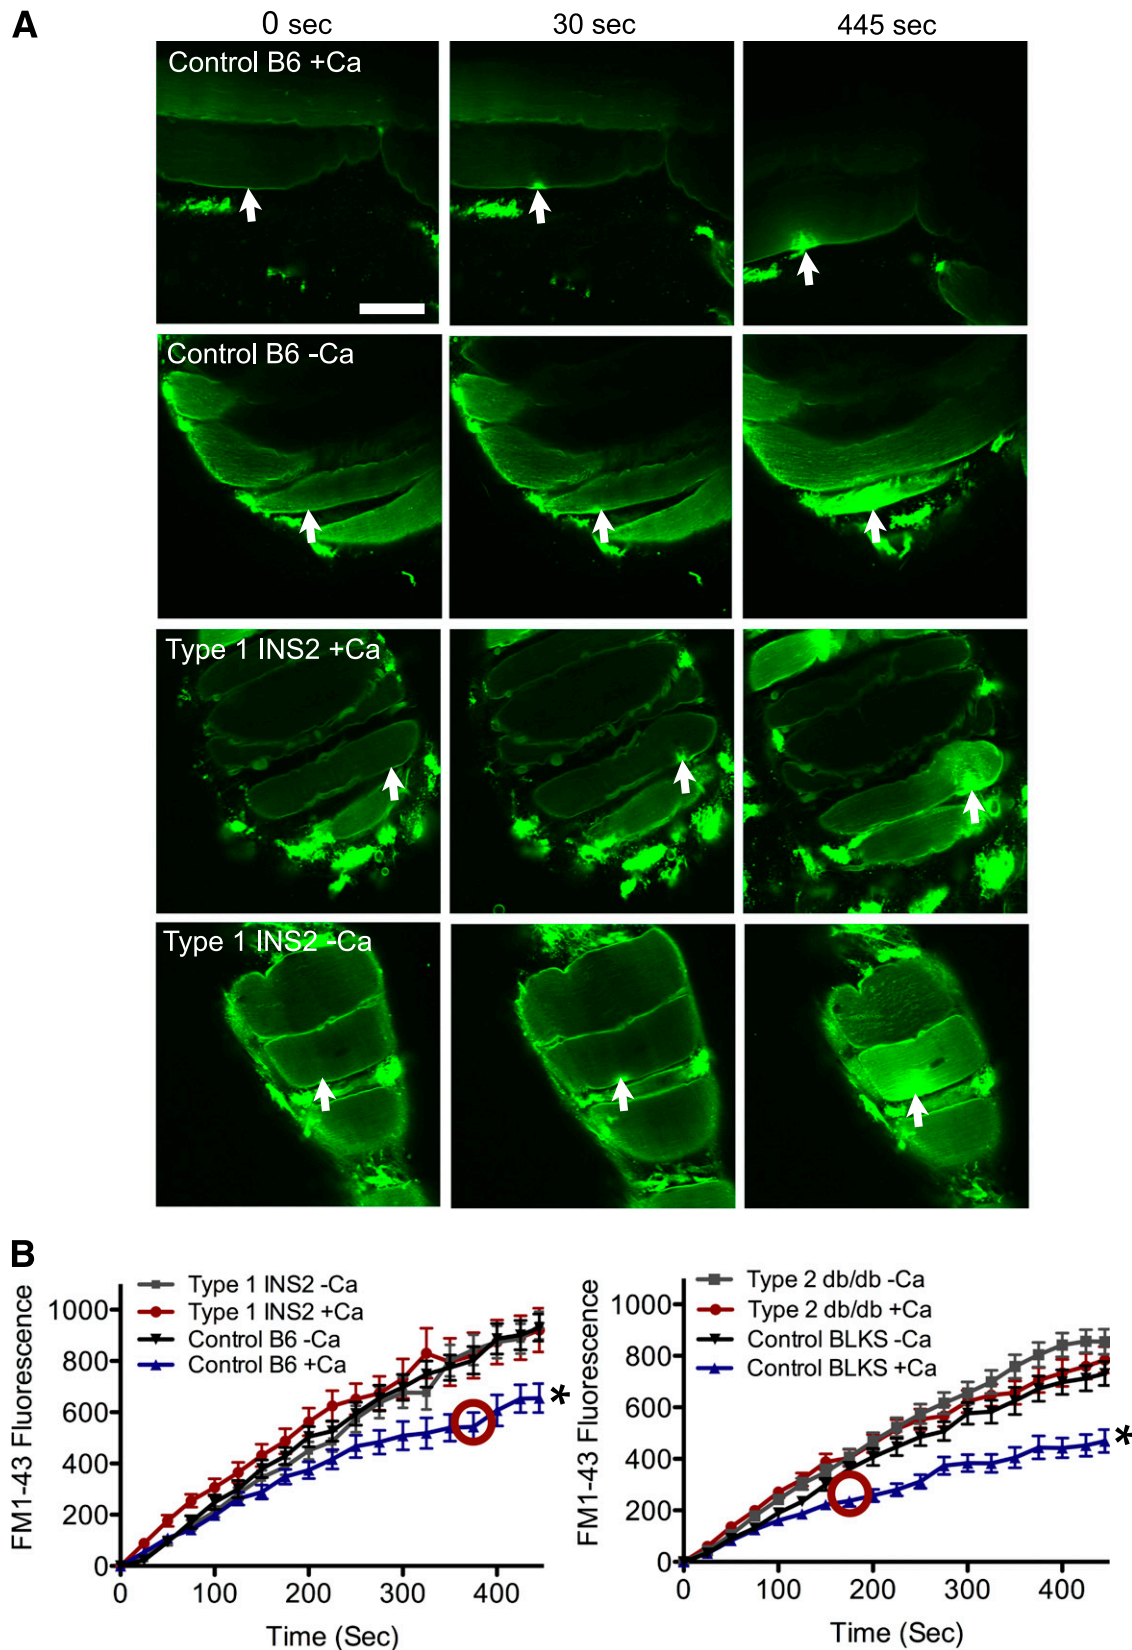 A
0 sec 30 sec 445 sec
Control B6 +Ca
Control B6 -Ca
Type 1 INS2 +Ca
Type 1 INS2 -Ca
B
FM1-43 Fluorescence
1000
800
600
400
200
0
0 100 200 300 400
Time (Sec)
Type 1 INS2 -Ca
Type 1 INS2 +Ca
Control B6 -Ca
Control B6 +Ca
*
FM1-43 Fluorescence
1000
800
600
400
200
0
0 100 200 300 400
Time (Sec)
Type 2 db/db -Ca
Type 2 db/db +Ca
Control BLKS -Ca
Control BLKS +Ca
*